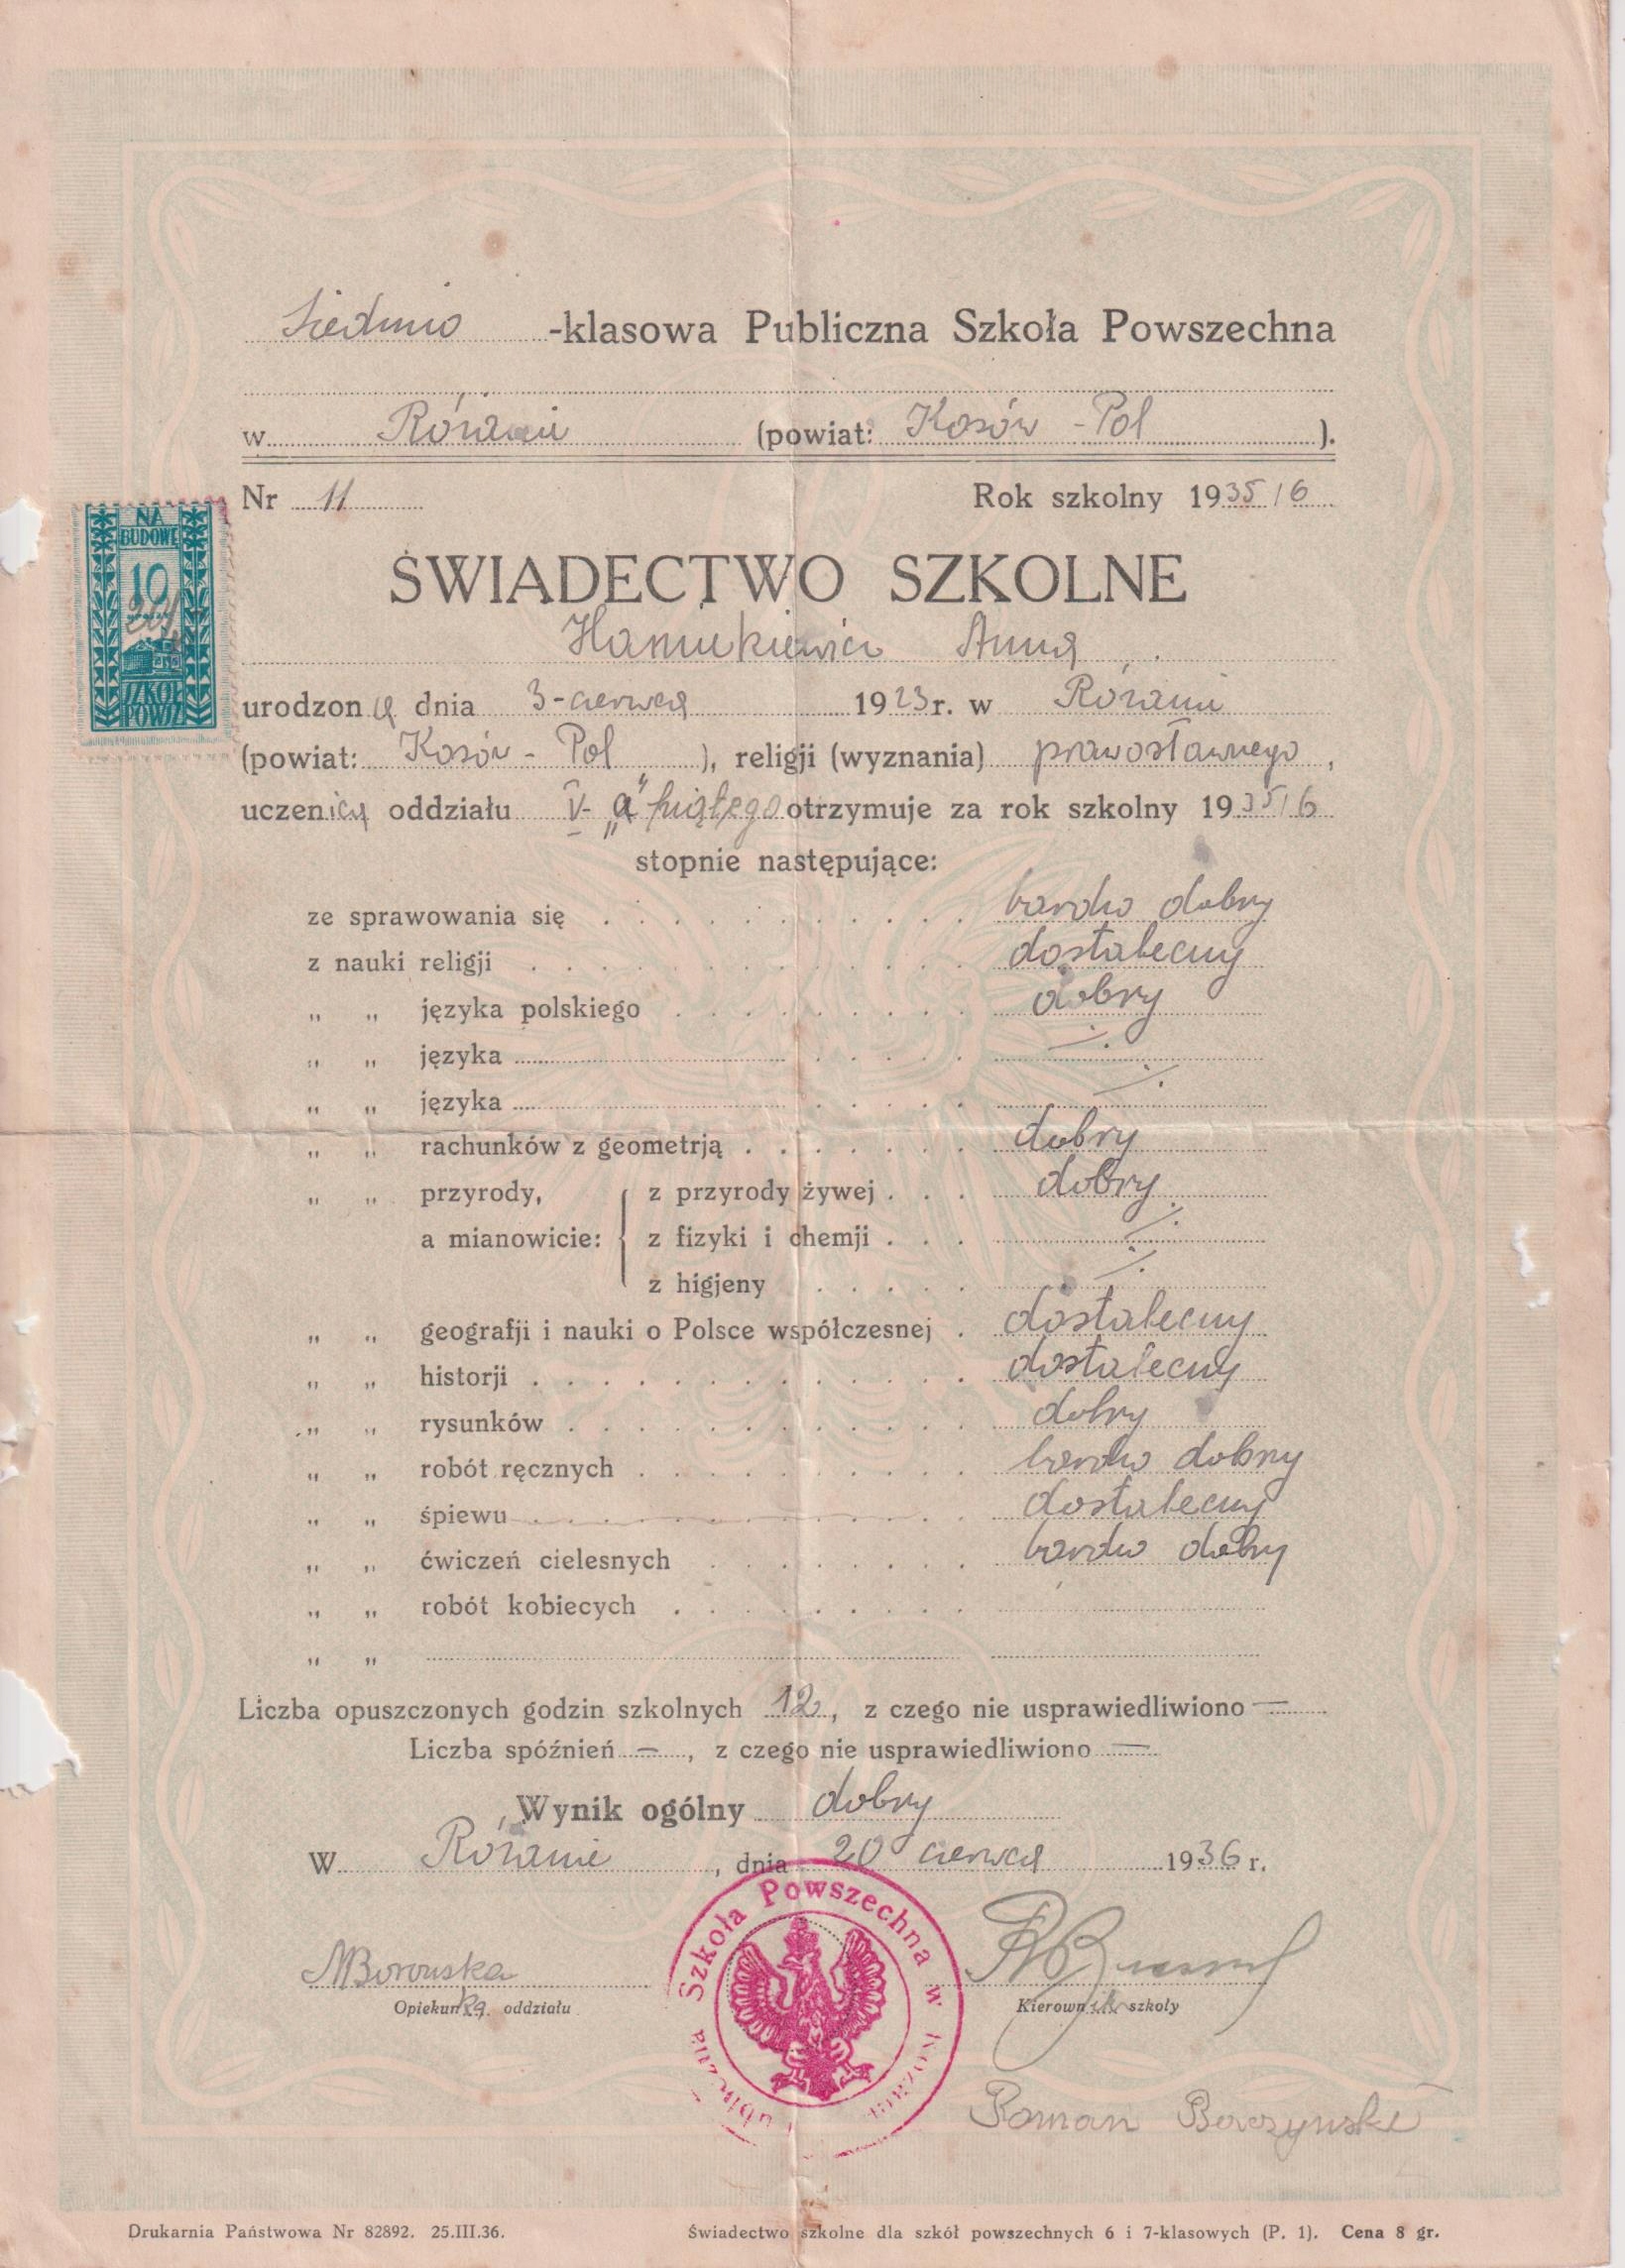 Siedmio -klasowa Publiczna Szkoła Powszechna
w Różanie (powiat: Kosów - Pol ).
Nr 11 Rok szkolny 1935/6
NA BUDOWĘ
10
SZKÓŁ POWSZ
ŚWIADECTWO SZKOLNE
Haniukiewicz Anna
urodzona dnia 3-czerwca 1923 r. w Różanie
(powiat: Kosów - Pol ), religji (wyznania) prawosławnego,
uczenicy oddziału V- „a" piątego otrzymuje za rok szkolny 1935/6
stopnie następujące:
ze sprawowania się bardzo dobry
z nauki religji dostateczny
„ „ języka polskiego dobry
„ „ języka
„ „ języka
„ „ rachunków z geometrją dobry
„ „ przyrody, z przyrody żywej dobry
a mianowicie: z fizyki i chemji
z higjeny
„ „ geografji i nauki o Polsce współczesnej dostateczny
„ „ historji dostateczny
„ „ rysunków dobry
„ „ robót ręcznych bardzo dobry
„ „ śpiewu dostateczny
„ „ ćwiczeń cielesnych bardzo dobry
„ „ robót kobiecych
„ „
Liczba opuszczonych godzin szkolnych 12, z czego nie usprawiedliwiono —
Liczba spóźnień —, z czego nie usprawiedliwiono —
Wynik ogólny dobry
W Różanie, dnia 20 czerwca 1936 r.
MBorowska
Opiekunka oddziału
Kierownik szkoły
Szkoła Powszechna w
Roman
Drukarnia Państwowa Nr 82892. 25.III.36. Świadectwo szkolne dla szkół powszechnych 6 i 7-klasowych (P. 1). Cena 8 gr.